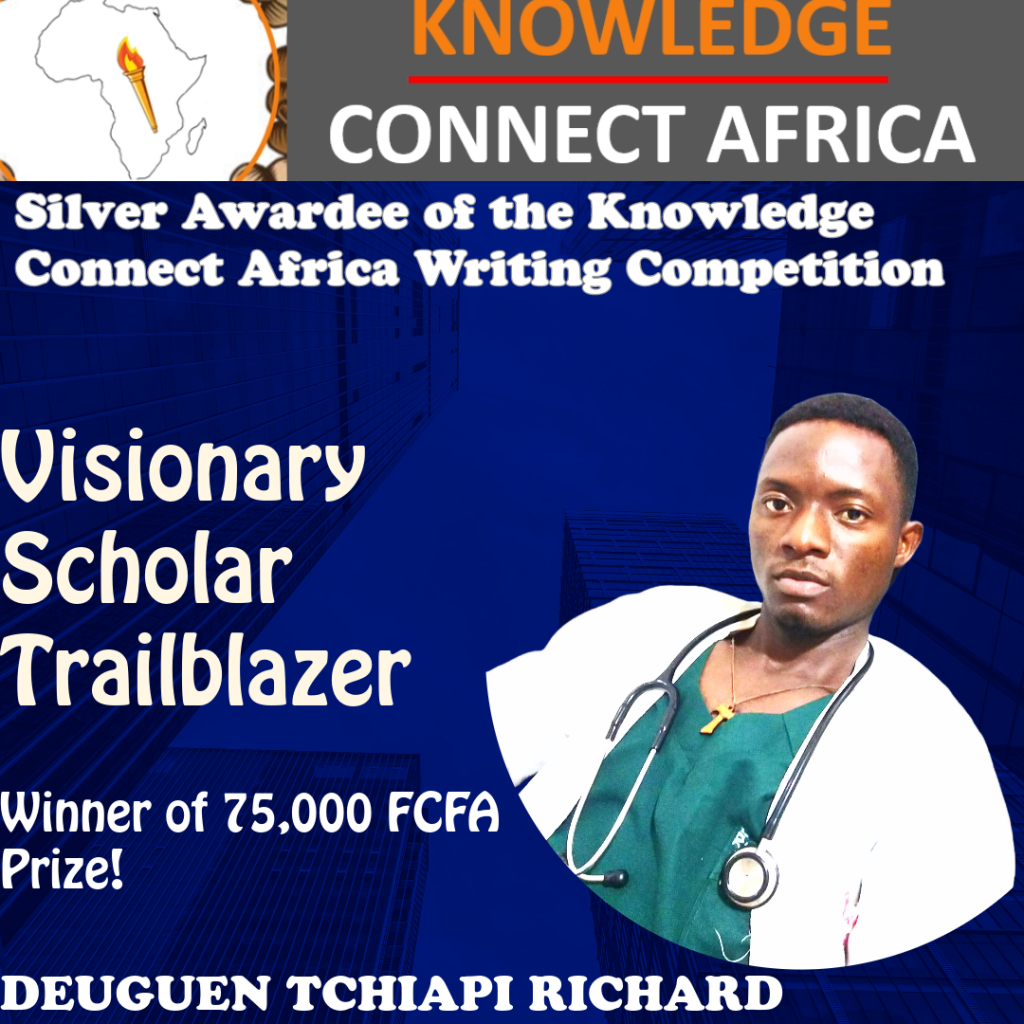 KNOWLEDGE
CONNECT AFRICA
Silver Awardee of the Knowledge
Connect Africa Writing Competition
Visionary
Scholar
Trailblazer
Winner of 75,000 FCFA
Prize!
DEUGUEN TCHIAPI RICHARD